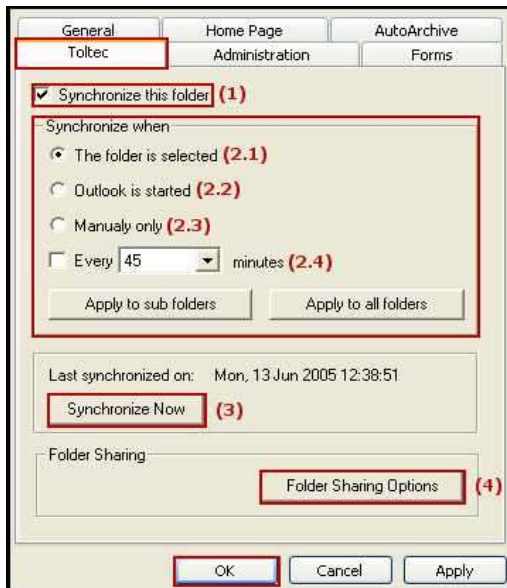 General Home Page AutoArchive
Toltec Administration Forms
Synchronize this folder (1)
Synchronize when
The folder is selected (2.1)
Outlook is started (2.2)
Manualy only (2.3)
Every 45 minutes (2.4)
Apply to sub folders Apply to all folders
Last synchronized on: Mon, 13 Jun 2005 12:38:51
Synchronize Now (3)
Folder Sharing
Folder Sharing Options (4)
OK Cancel Apply